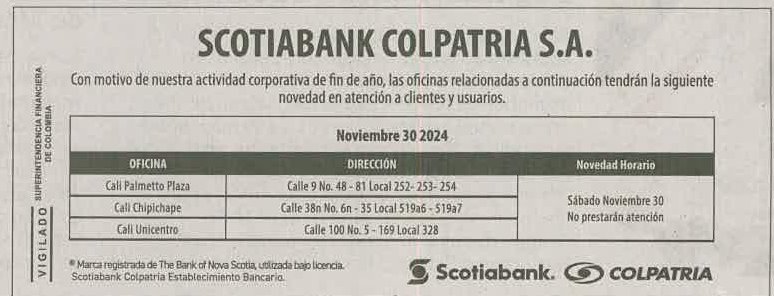 SCOTIABANK COLPATRIA S.A.
Con motivo de nuestra actividad corporativa de fin de año, las oficinas relacionadas a continuación tendrán la siguiente
novedad en atención a clientes y usuarios.
Noviembre 30 2024
OFICINA DIRECCIÓN Novedad Horario
Cali Palmetto Plaza Calle 9 No. 48 - 81 Local 252- 253- 254
Cali Chipichape Calle 38n No. 6n - 35 Local 519a6 - 519a7
Cali Unicentro Calle 100 No. 5 - 169 Local 328
Sábado Noviembre 30
No prestarán atención
VIGILADO
SUPERINTENDENCIA FINANCIERA
DE COLOMBIA
® Marca registrada de The Bank of Nova Scotia, utilizada bajo licencia.
Scotiabank Colpatria Establecimiento Bancario.
Scotiabank. COLPATRIA